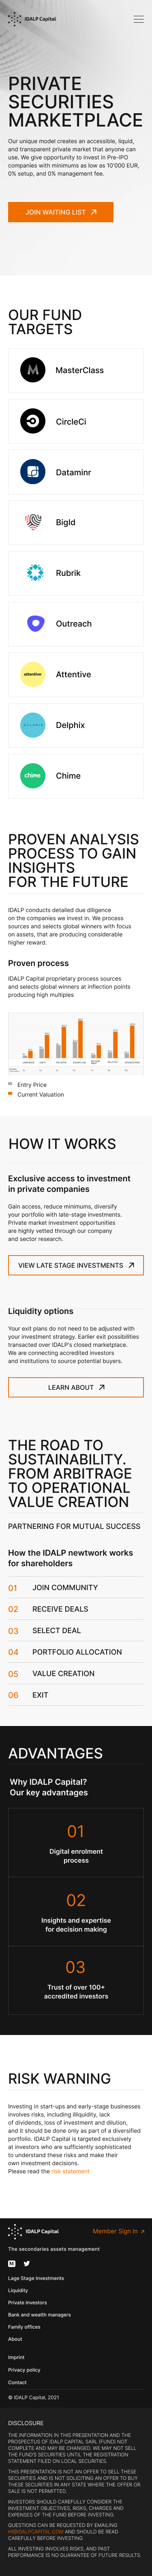 IDALP Capital
PRIVATE
SECURITIES
MARKETPLACE
Our unique model creates an accessible, liquid,
and transparent private market that anyone can
use. We give opportunity to invest in Pre-IPO
companies with minimums as low as 10'000 EUR,
0% setup, and 0% management fee.
JOIN WAITING LIST
OUR FUND
TARGETS
MasterClass
CircleCi
Dataminr
BigId
Rubrik
Outreach
attentive
Attentive
Delphix
chime
Chime
PROVEN ANALYSIS
PROCESS TO GAIN
INSIGHTS
FOR THE FUTURE
IDALP conducts detailed due diligence
on the companies we invest in. We process
sources and selects global winners with focus
on assets, that are producing considerable
higher reward.
Proven process
IDALP Capital Proprietary process sources
and selects global winners at inflection points
producing high multiples
Entry Price
Current Valuation
HOW IT WORKS
Exclusive access to investment
in private companies
Gain access, reduce minimums, diversify
your portfolio with late-stage investments.
Private market investment opportunities
are highly vetted through our company
and sector research.
VIEW LATE STAGE INVESTMENTS
Liquidity options
Your exit plans do not need to be adjusted with
your investment strategy. Earlier exit possibilities
transacted under IDALP's closed marketplace.
We are connecting accredited investors
and institutions to secure potential buyers.
LEARN ABOUT
THE ROAD TO
SUSTAINABILITY.
FROM ARBITRAGE
TO OPERATIONAL
VALUE CREATION
PARTNERING FOR MUTUAL SUCCESS
How the IDALP newtwork works
for shareholders
01 JOIN COMMUNITY
02 RECEIVE DEALS
03 SELECT DEAL
04 PORTFOLIO ALLOCATION
05 VALUE CREATION
06 EXIT
ADVANTAGES
Why IDALP Capital?
Our key advantages
01
Digital enrolment
process
02
Insights and expertise
for decision making
03
Trust of over 100+
accredited investors
RISK WARNING
Investing in start-ups and early-stage businesses
involves risks, including illiquidity, lack
of dividends, loss of investment and dilution,
and it should be done only as part of a diversified
portfolio. IDALP Capital is targeted exclusively
at investors who are sufficiently sophisticated
to understand these risks and make their
own investment decisions.
Please read the risk statement
IDALP Capital
Member Sign In
The secondaries assets management
Lage Stage Investments
Liquidity
Private investors
Bank and wealth managers
Family offices
About
Imprint
Privacy policy
Contact
© IDALP Capital, 2021
DISCLOSURE
THE INFORMATION IN THIS PRESENTATION AND THE
PROSPECTUS OF IDALP CAPITAL SARL (FUND) NOT
COMPLETE AND MAY BE CHANGED. WE MAY NOT SELL
THE FUND'S SECURITIES UNTIL THE REGISTRATION
STATEMENT FILED ON LOCAL SECURITIES.
THIS PRESENTATION IS NOT AN OFFER TO SELL THESE
SECURITIES AND IS NOT SOLICITING AN OFFER TO BUY
THESE SECURITIES IN ANY STATE WHERE THE OFFER OR
SALE IS NOT PERMITTED.
INVESTORS SHOULD CAREFULLY CONSIDER THE
INVESTMENT OBJECTIVES, RISKS, CHARGES AND
EXPENSES OF THE FUND BEFORE INVESTING.
QUESTIONS CAN BE REQUESTED BY EMAILING
HI@IDALPCAPITAL.COM AND SHOULD BE READ
CAREFULLY BEFORE INVESTING
ALL INVESTING INVOLVES RISKS, AND PAST
PERFORMANCE IS NO GUARANTEE OF FUTURE RESULTS.